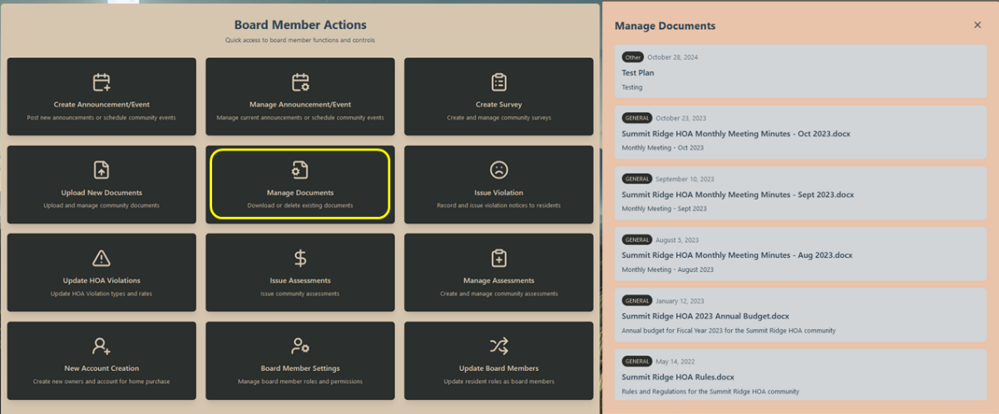 Board Member Actions
Quick access to board member functions and controls
Create Announcement/Event
Post new announcements or schedule community events
Manage Announcement/Event
Manage current announcements or schedule community events
Create Survey
Create and manage community surveys
Upload New Documents
Upload and manage community documents
Manage Documents
Download or delete existing documents
Issue Violation
Record and issue violation notices to residents
Update HOA Violations
Update HOA Violation types and rates
Issue Assessments
Issue community assessments
Manage Assessments
Create and manage community assessments
New Account Creation
Create new owners and account for home purchase
Board Member Settings
Manage board member roles and permissions
Update Board Members
Update resident roles as board members
Manage Documents
Other October 28, 2024
Test Plan
Testing
GENERAL October 23, 2023
Summit Ridge HOA Monthly Meeting Minutes - Oct 2023.docx
Monthly Meeting - Oct 2023
GENERAL September 10, 2023
Summit Ridge HOA Monthly Meeting Minutes - Sept 2023.docx
Monthly Meeting - Sept 2023
GENERAL August 5, 2023
Summit Ridge HOA Monthly Meeting Minutes - Aug 2023.docx
Monthly Meeting - August 2023
GENERAL January 12, 2023
Summit Ridge HOA 2023 Annual Budget.docx
Annual budget for Fiscal Year 2023 for the Summit Ridge HOA community
GENERAL May 14, 2022
Summit Ridge HOA Rules.docx
Rules and Regulations for the Summit Ridge HOA community